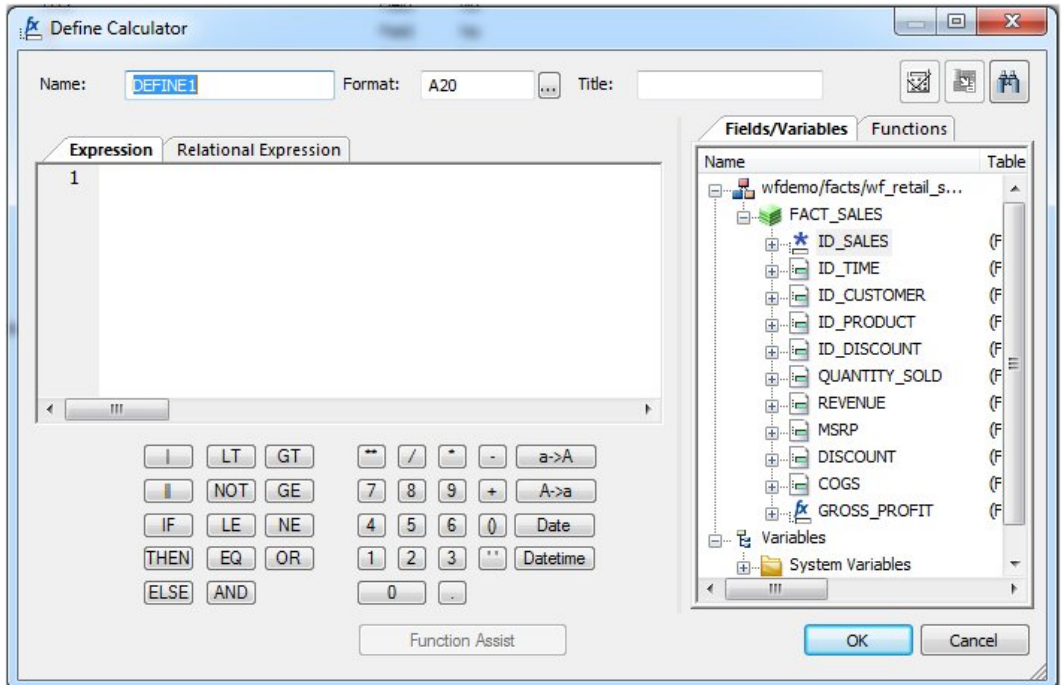 Define Calculator
Name: DEFINE1 Format: A20 ... Title:
Fields/Variables Functions
Expression Relational Expression
Name Table
1
wfdemo/facts/wf_retail_s...
FACT_SALES
ID_SALES (F
ID_TIME (F
ID_CUSTOMER (F
ID_PRODUCT (F
ID_DISCOUNT (F
QUANTITY_SOLD (F
REVENUE (F
MSRP (F
DISCOUNT (F
COGS (F
GROSS_PROFIT (F
Variables
System Variables
| LT GT ** / * - a->A
|| NOT GE 7 8 9 + A->a
IF LE NE 4 5 6 () Date
THEN EQ OR 1 2 3 ' ' Datetime
ELSE AND 0 .
Function Assist
OK Cancel